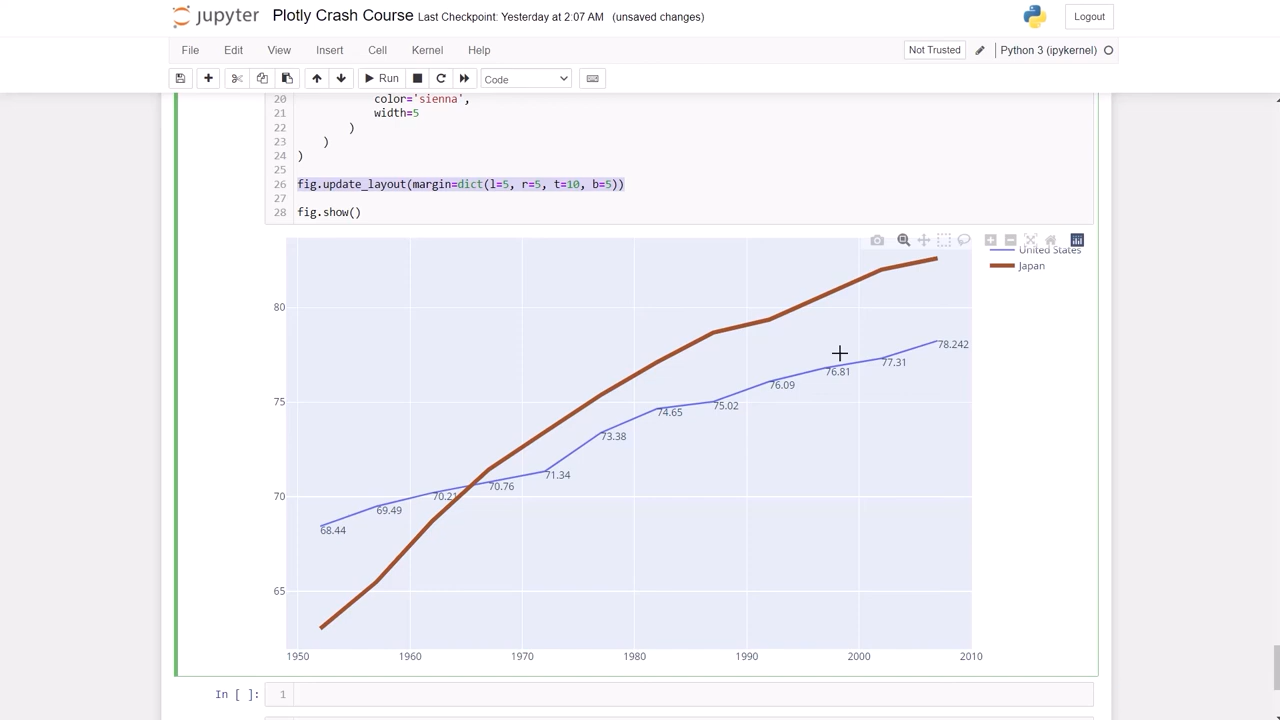 jupyter Plotly Crash Course Last Checkpoint: Yesterday at 2:07 AM (unsaved changes) Logout
File Edit View Insert Cell Kernel Help Not Trusted Python 3 (ipykernel)
Run Code
20 color='sienna',
21 width=5
22 )
23 )
24 )
25
26 fig.update_layout(margin=dict(l=5, r=5, t=10, b=5))
27
28 fig.show()
United States
Japan
80
75
70
65
78.242
77.31
76.81
76.09
75.02
74.65
73.38
71.34
70.76
70.21
69.49
68.44
1950 1960 1970 1980 1990 2000 2010
In [ ]: 1